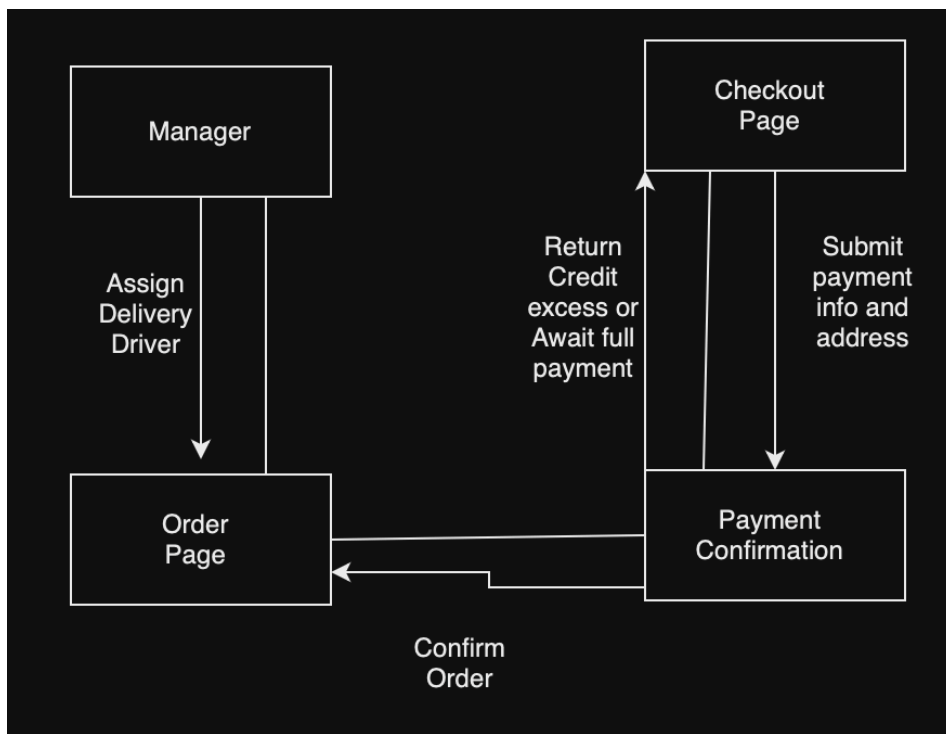 Manager
Checkout
Page
Assign
Delivery
Driver
Return
Credit
excess or
Await full
payment
Submit
payment
info and
address
Order
Page
Payment
Confirmation
Confirm
Order